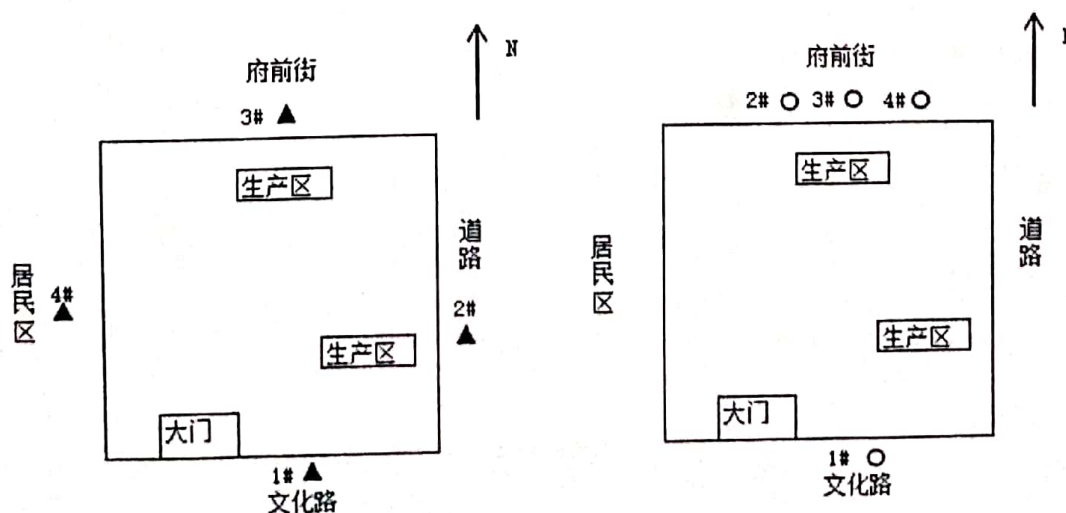 府前街
N
3#
生产区
道路
居民区
4#
2#
生产区
大门
1#
文化路
府前街
2# 3# 4#
生产区
道路
居民区
生产区
大门
1#
文化路